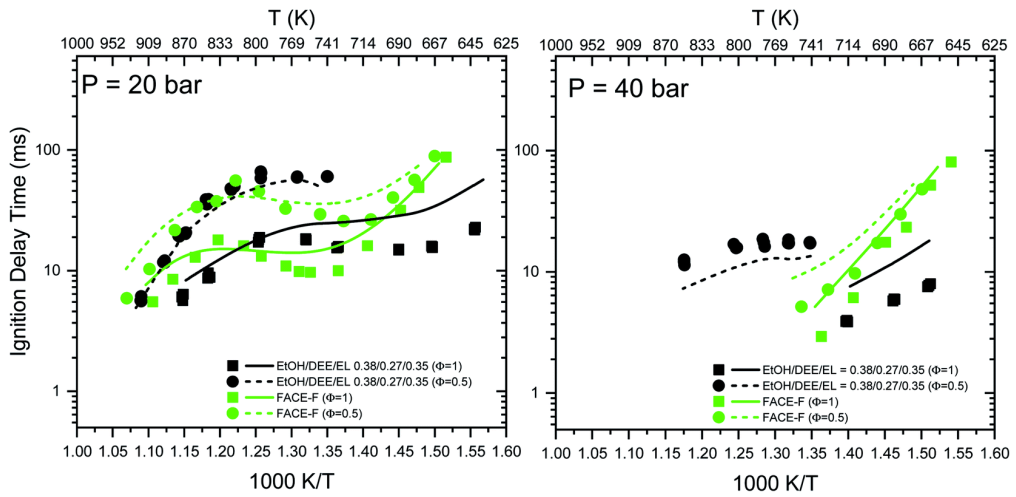 T (K)
1000 952 909 870 833 800 769 741 714 690 667 645 625
P = 20 bar
Ignition Delay Time (ms)
100
10
1
EtOH/DEE/EL 0.38/0.27/0.35 (Φ=1)
EtOH/DEE/EL 0.38/0.27/0.35 (Φ=0.5)
FACE-F (Φ=1)
FACE-F (Φ=0.5)
1.00 1.05 1.10 1.15 1.20 1.25 1.30 1.35 1.40 1.45 1.50 1.55 1.60
1000 K/T
T (K)
1000 952 909 870 833 800 769 741 714 690 667 645 625
P = 40 bar
100
10
1
EtOH/DEE/EL = 0.38/0.27/0.35 (Φ=1)
EtOH/DEE/EL = 0.38/0.27/0.35 (Φ=0.5)
FACE-F (Φ=1)
FACE-F (Φ=0.5)
1.00 1.05 1.10 1.15 1.20 1.25 1.30 1.35 1.40 1.45 1.50 1.55 1.60
1000 K/T